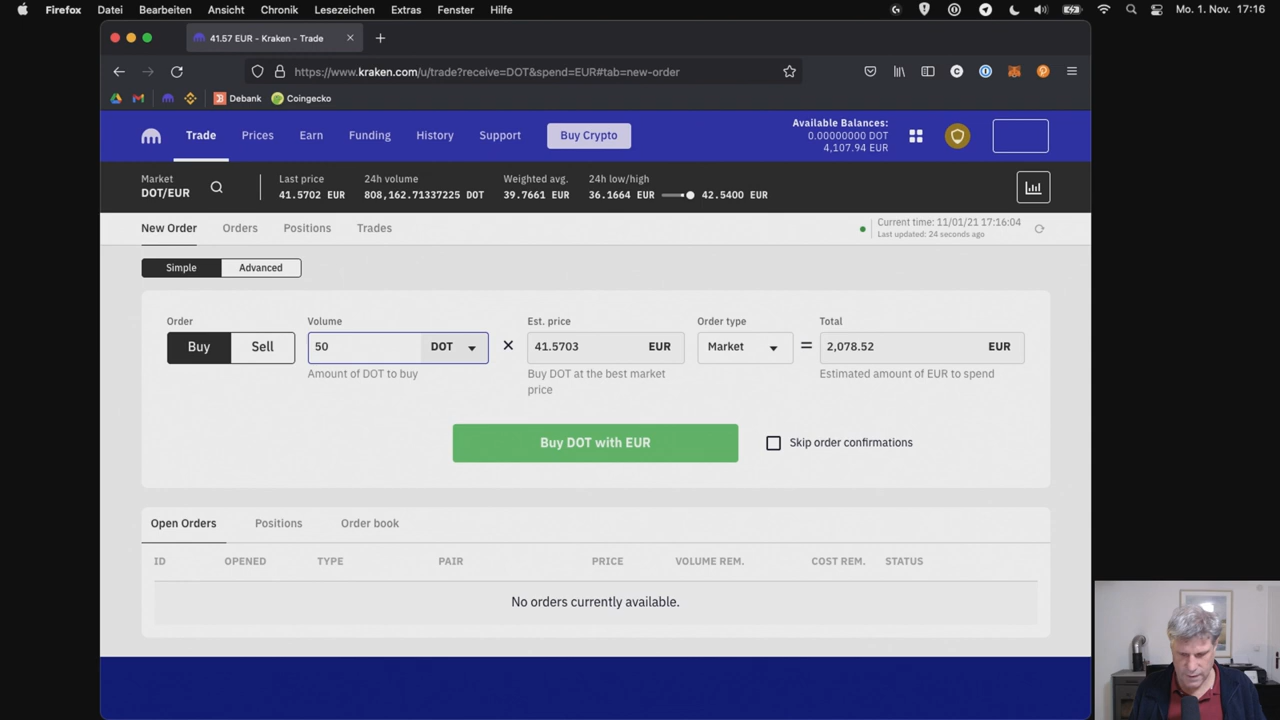 Firefox Datei Bearbeiten Ansicht Chronik Lesezeichen Extras Fenster Hilfe Mo. 1. Nov. 17:16
41.57 EUR - Kraken - Trade
https://www.kraken.com/u/trade?receive=DOT&spend=EUR#tab=new-order
Debank Coingecko
Trade Prices Earn Funding History Support Buy Crypto
Available Balances:
0.00000000 DOT
4,107.94 EUR
Market Last price 24h volume Weighted avg. 24h low/high
DOT/EUR 41.5702 EUR 808,162.71337225 DOT 39.7661 EUR 36.1664 EUR 42.5400 EUR
New Order Orders Positions Trades
Current time: 11/01/21 17:16:04
Last updated: 24 seconds ago
Simple Advanced
Order Volume Est. price Order type Total
Buy Sell 50 DOT × 41.5703 EUR Market = 2,078.52 EUR
Amount of DOT to buy Buy DOT at the best market Estimated amount of EUR to spend
price
Buy DOT with EUR Skip order confirmations
Open Orders Positions Order book
ID OPENED TYPE PAIR PRICE VOLUME REM. COST REM. STATUS
No orders currently available.